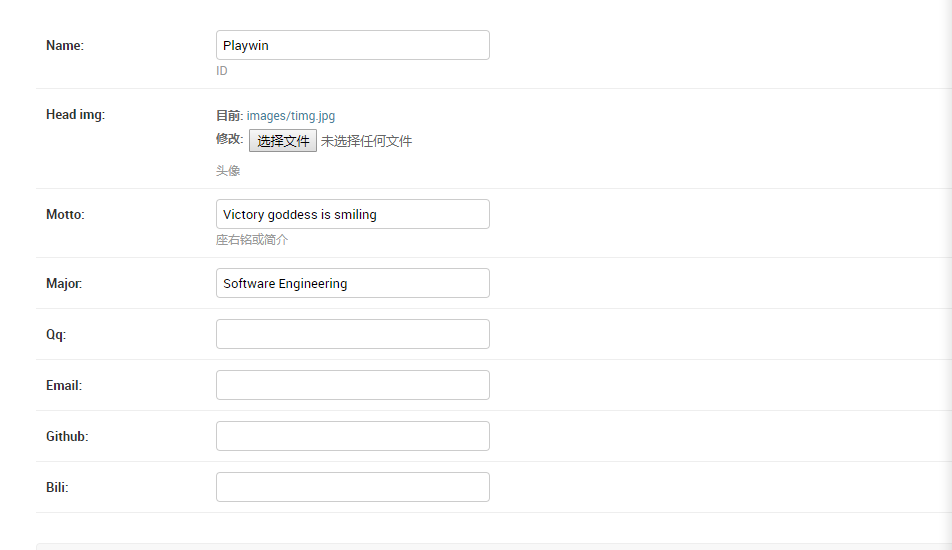 Name: Playwin
ID
Head img: 目前: images/timg.jpg
修改: 选择文件 未选择任何文件
头像
Motto: Victory goddess is smiling
座右铭或简介
Major: Software Engineering
Qq:
Email:
Github:
Bili: